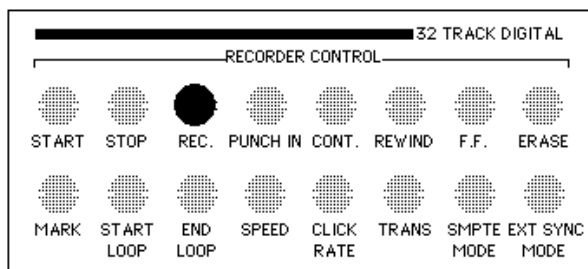 32 TRACK DIGITAL
RECORDER CONTROL
START STOP REC. PUNCH IN CONT. REWIND F.F. ERASE
MARK START LOOP END LOOP SPEED CLICK RATE TRANS SMPTE MODE EXT SYNC MODE